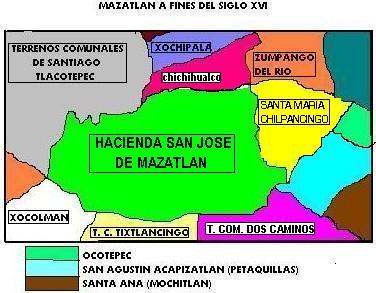 MAZATLAN A FINES DEL SIGLO XVI
TERRENOS COMUNALES
DE SANTIAGO
TLACOTEPEC
XOCHIPALA
chichihualco
ZUMPANGO
DEL RIO
SANTA MARIA
CHILPANCINGO
HACIENDA SAN JOSE
DE MAZATLAN
XOCOLMAN
T. C. TIXTLANCINGO
T. COM. DOS CAMINOS
OCOTEPEC
SAN AGUSTIN ACAPIZATLAN (PETAQUILLAS)
SANTA ANA (MOCHITLAN)